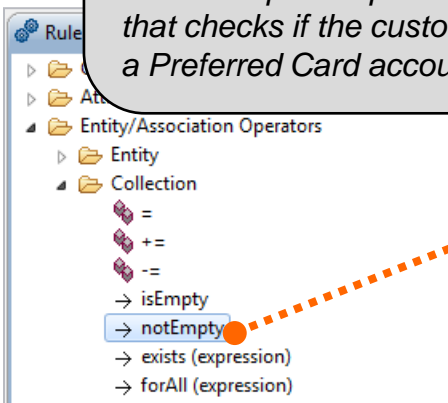 that checks if the custo
a Preferred Card accou
Rule
Att
Entity/Association Operators
Entity
Collection
=
+=
-=
→ isEmpty
→ notEmpty
→ exists (expression)
→ forAll (expression)